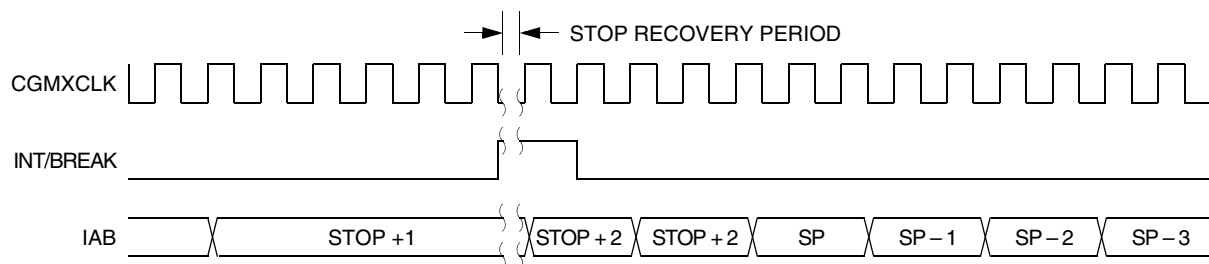 STOP RECOVERY PERIOD
CGMXCLK
INT/BREAK
IAB STOP +1 STOP + 2 STOP + 2 SP SP – 1 SP – 2 SP – 3